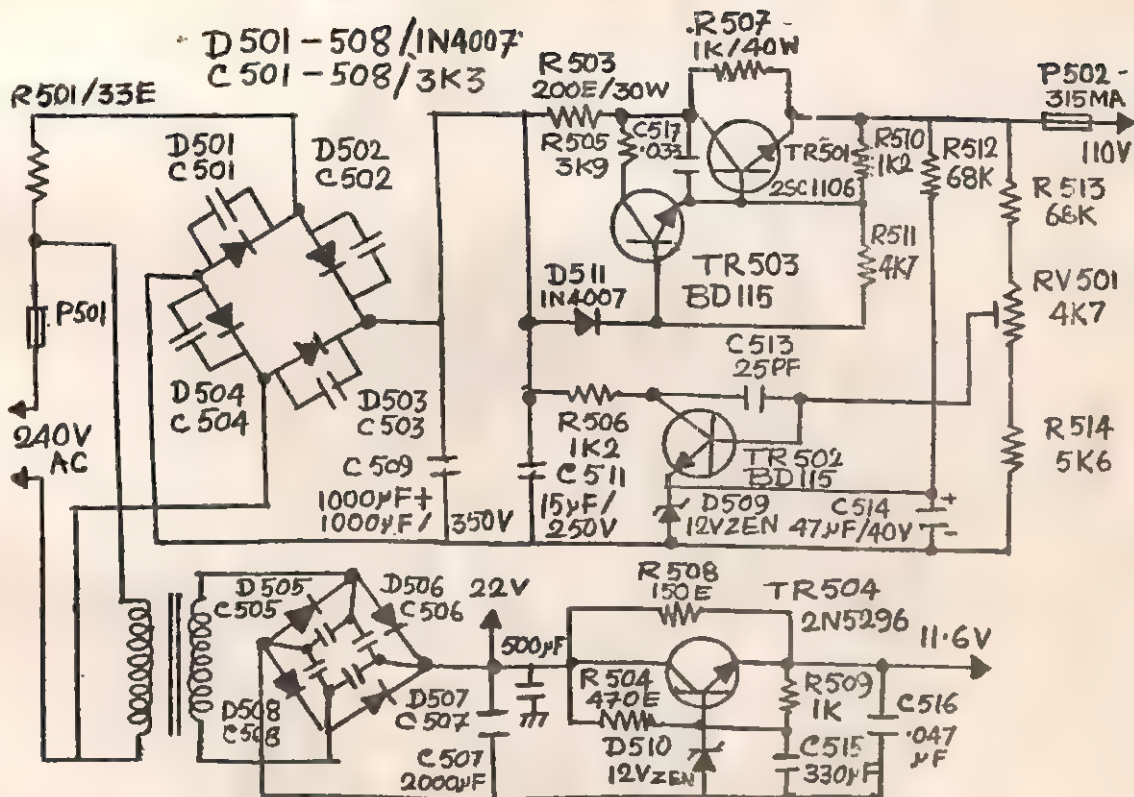 D501-508/1N4007
C501-508/3K3
R501/33E
D501
C501
D502
C502
R503
200E/30W
R505
3K9
C517
.033
R507
1K/40W
TR501
2SC1106
R510
1K2
R512
68K
P502-
315MA
110V
R513
68K
R511
4K7
TR503
BD115
D511
1N4007
RV501
4K7
P501
D504
C504
D503
C503
240V
AC
C513
25PF
R506
1K2
TR502
BD115
R514
5K6
C509
1000µF+
1000µF/
350V
C511
15µF/
250V
D509
12VZEN
C514
47µF/40V
+
-
D505
C505
D506
C506
22V
500µF
R508
150E
TR504
2N5296
11.6V
D508
C508
D507
C507
R504
470E
R509
1K
C516
.047
µF
C507
2000µF
D510
12VZEN
C515
330µF